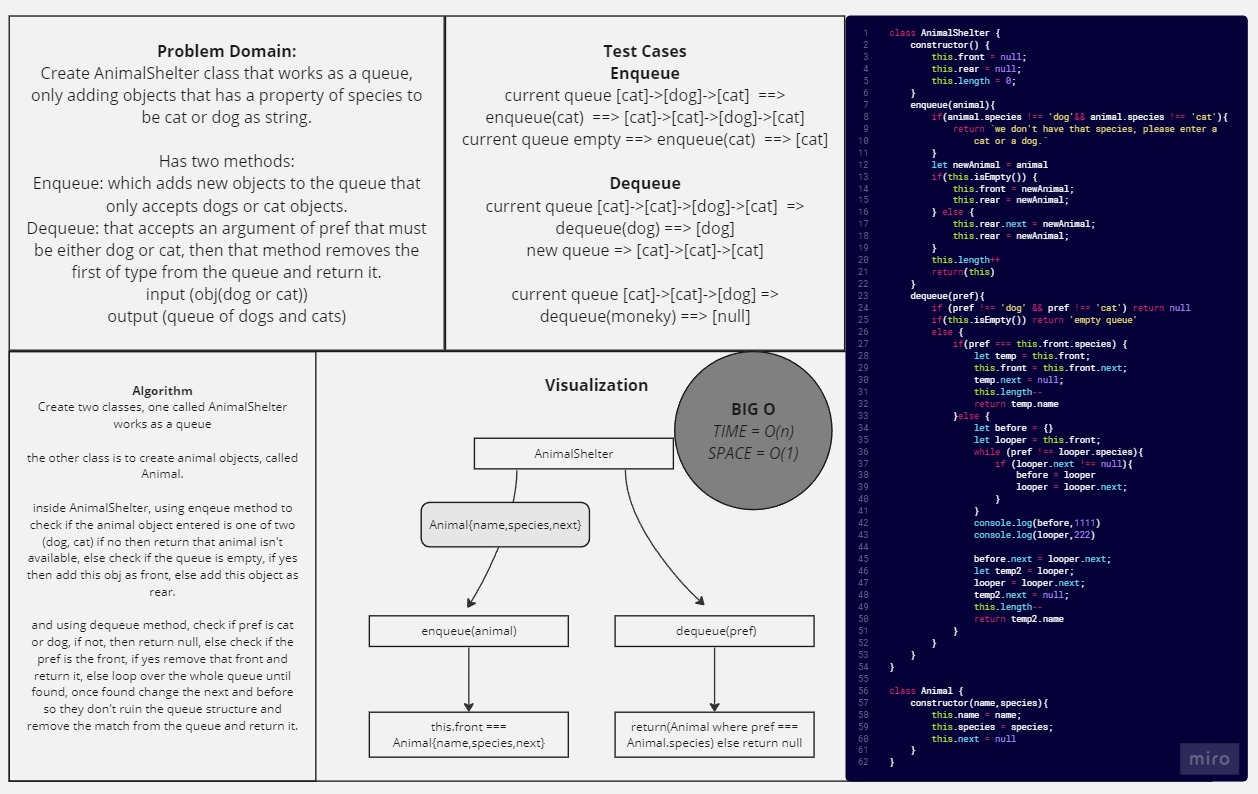 Problem Domain:
Create AnimalShelter class that works as a queue,
only adding objects that has a property of species to
be cat or dog as string.
Has two methods:
Enqueue: which adds new objects to the queue that
only accepts dogs or cat objects.
Dequeue: that accepts an argument of pref that must
be either dog or cat, then that method removes the
first of type from the queue and return it.
input (obj(dog or cat))
output (queue of dogs and cats)
Test Cases
Enqueue
current queue [cat]->[dog]->[cat] ==>
enqueue(cat) ==> [cat]->[cat]->[dog]->[cat]
current queue empty ==> enqueue(cat) ==> [cat]
Dequeue
current queue [cat]->[cat]->[dog]->[cat] =>
dequeue(dog) ==> [dog]
new queue => [cat]->[cat]->[cat]
current queue [cat]->[cat]->[dog] =>
dequeue(moneky) ==> [null]
Algorithm
Create two classes, one called AnimalShelter
works as a queue
the other class is to create animal objects, called
Animal.
inside AnimalShelter, using enqeue method to
check if the animal object entered is one of two
(dog, cat) if no then return that animal isn't
available, else check if the queue is empty, if yes
then add this obj as front, else add this object as
rear.
and using dequeue method, check if pref is cat
or dog, if not, then return null, else check if the
pref is the front, if yes remove that front and
return it, else loop over the whole queue until
found, once found change the next and before
so they don't ruin the queue structure and
remove the match from the queue and return it.
Visualization
BIG O
TIME = O(n)
SPACE = O(1)
AnimalShelter
Animal{name,species,next}
enqueue(animal)
dequeue(pref)
this.front ===
Animal{name,species,next}
return(Animal where pref ===
Animal.species) else return null
1 class AnimalShelter {
2 constructor() {
3 this.front = null;
4 this.rear = null;
5 this.length = 0;
6 }
7 enqueue(animal){
8 if(animal.species !== 'dog'&& animal.species !== 'cat'){
9 return `we don't have that species, please enter a
10 cat or a dog.`
11 }
12 let newAnimal = animal
13 if(this.isEmpty()) {
14 this.front = newAnimal;
15 this.rear = newAnimal;
16 } else {
17 this.rear.next = newAnimal;
18 this.rear = newAnimal;
19 }
20 this.length++
21 return(this)
22 }
23 dequeue(pref){
24 if (pref !== 'dog' && pref !== 'cat') return null
25 if(this.isEmpty()) return 'empty queue'
26 else {
27 if(pref === this.front.species) {
28 let temp = this.front;
29 this.front = this.front.next;
30 temp.next = null;
31 this.length--
32 return temp.name
33 }else {
34 let before = {}
35 let looper = this.front;
36 while (pref !== looper.species){
37 if (looper.next !== null){
38 before = looper
39 looper = looper.next;
40 }
41 }
42 console.log(before,1111)
43 console.log(looper,222)
44
45 before.next = looper.next;
46 let temp2 = looper;
47 looper = looper.next;
48 temp2.next = null;
49 this.length--
50 return temp2.name
51 }
52 }
53 }
54 }
55
56 class Animal {
57 constructor(name,species){
58 this.name = name;
59 this.species = species;
60 this.next = null
61 }
62 }
miro